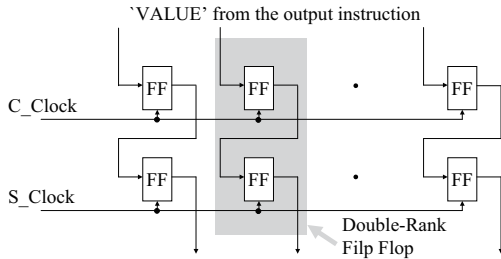 `VALUE' from the output instruction
FF FF FF
C_Clock
FF FF FF
S_Clock
Double-Rank
Filp Flop